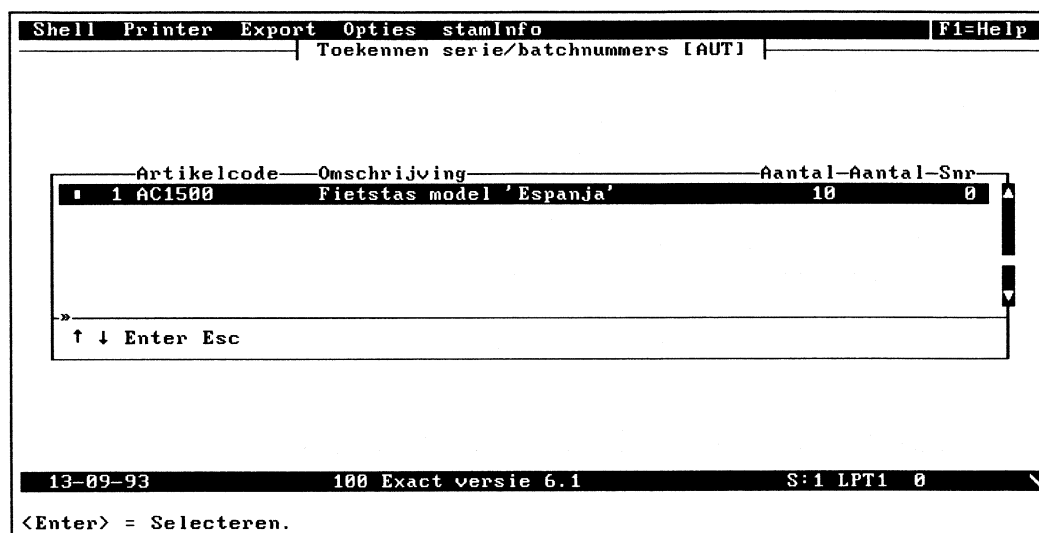 Shell Printer Export Opties stamInfo F1=Help
Toekennen serie/batchnummers [AUT]
Artikelcode Omschrijving Aantal Aantal Snr
1 AC1500 Fietstas model 'Espanja' 10 0
»
↑ ↓ Enter Esc
13-09-93 100 Exact versie 6.1 S:1 LPT1 0 \
<Enter> = Selecteren.